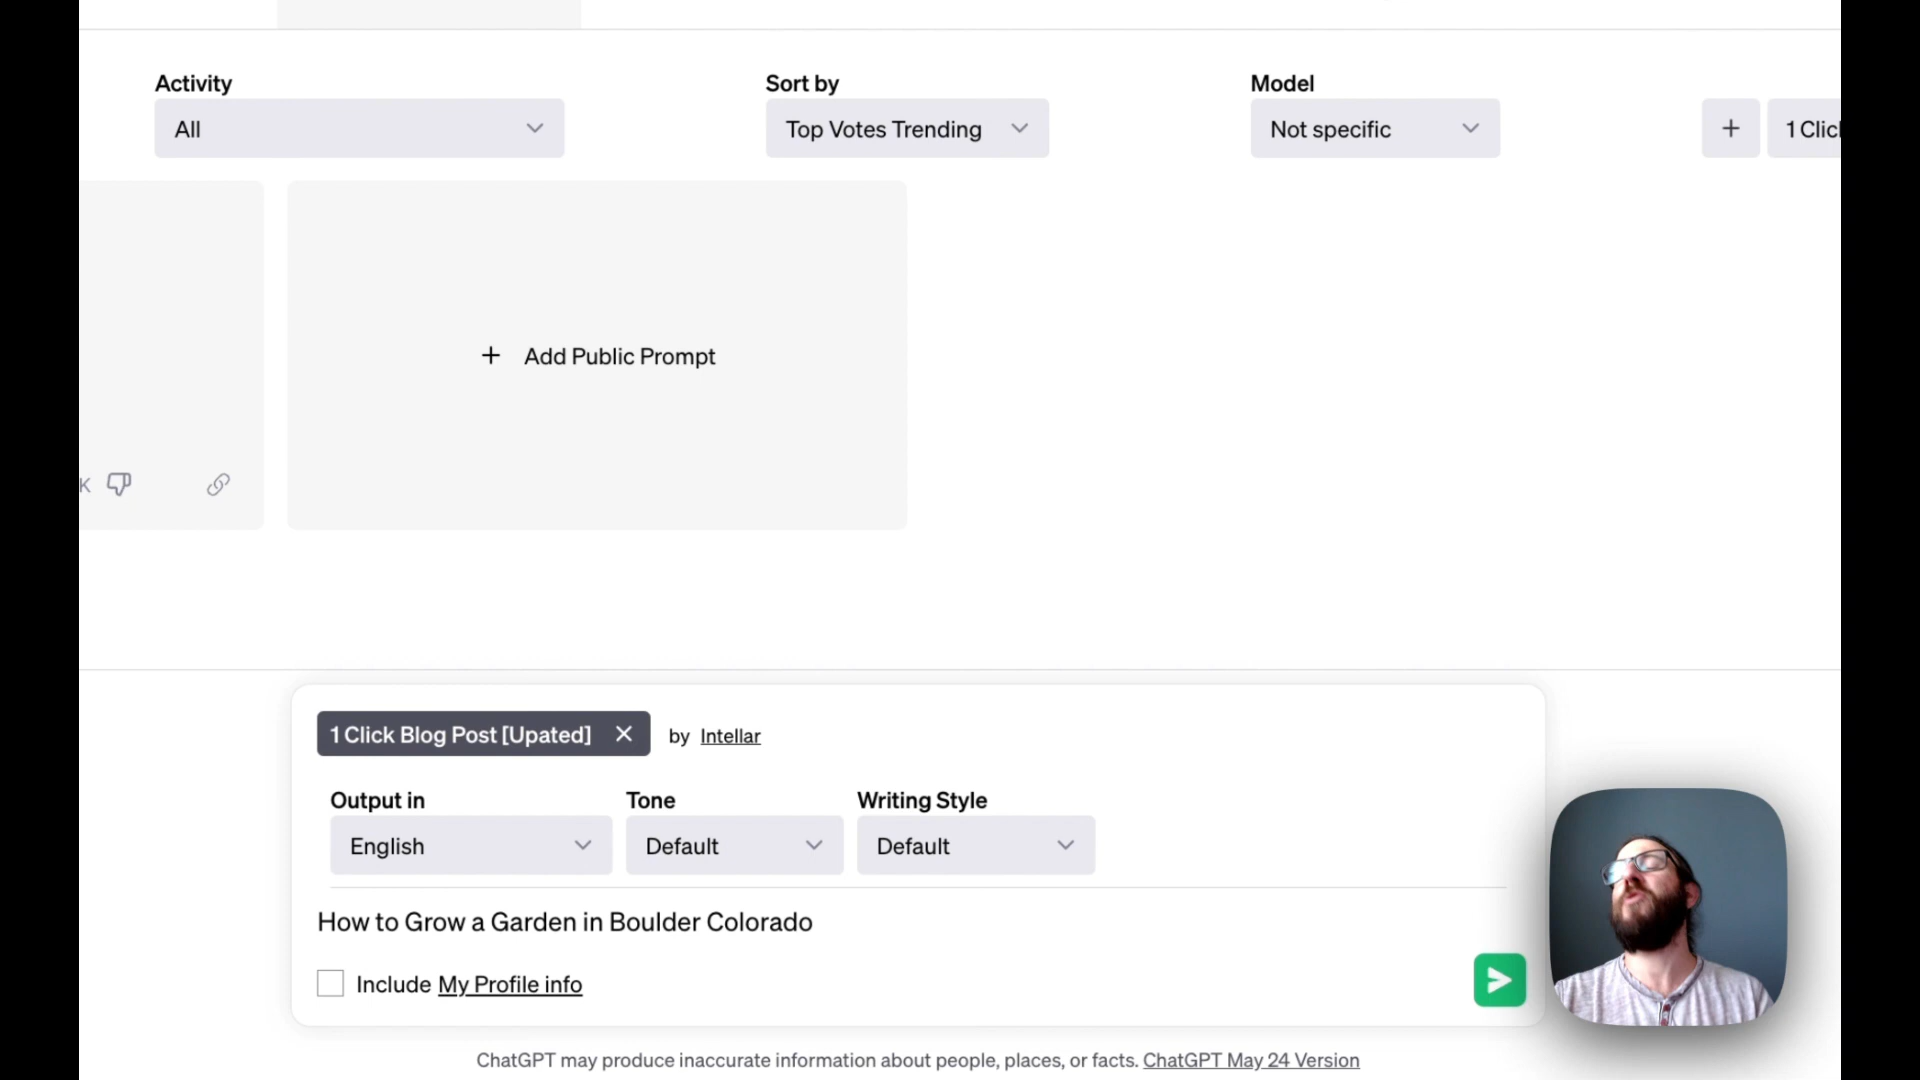 Activity
Sort by
Model
All
Top Votes Trending
Not specific
+ 1 Clic
+ Add Public Prompt
K
1 Click Blog Post [Upated] × by Intellar
Output in
Tone
Writing Style
English
Default
Default
How to Grow a Garden in Boulder Colorado
Include My Profile info
ChatGPT may produce inaccurate information about people, places, or facts. ChatGPT May 24 Version